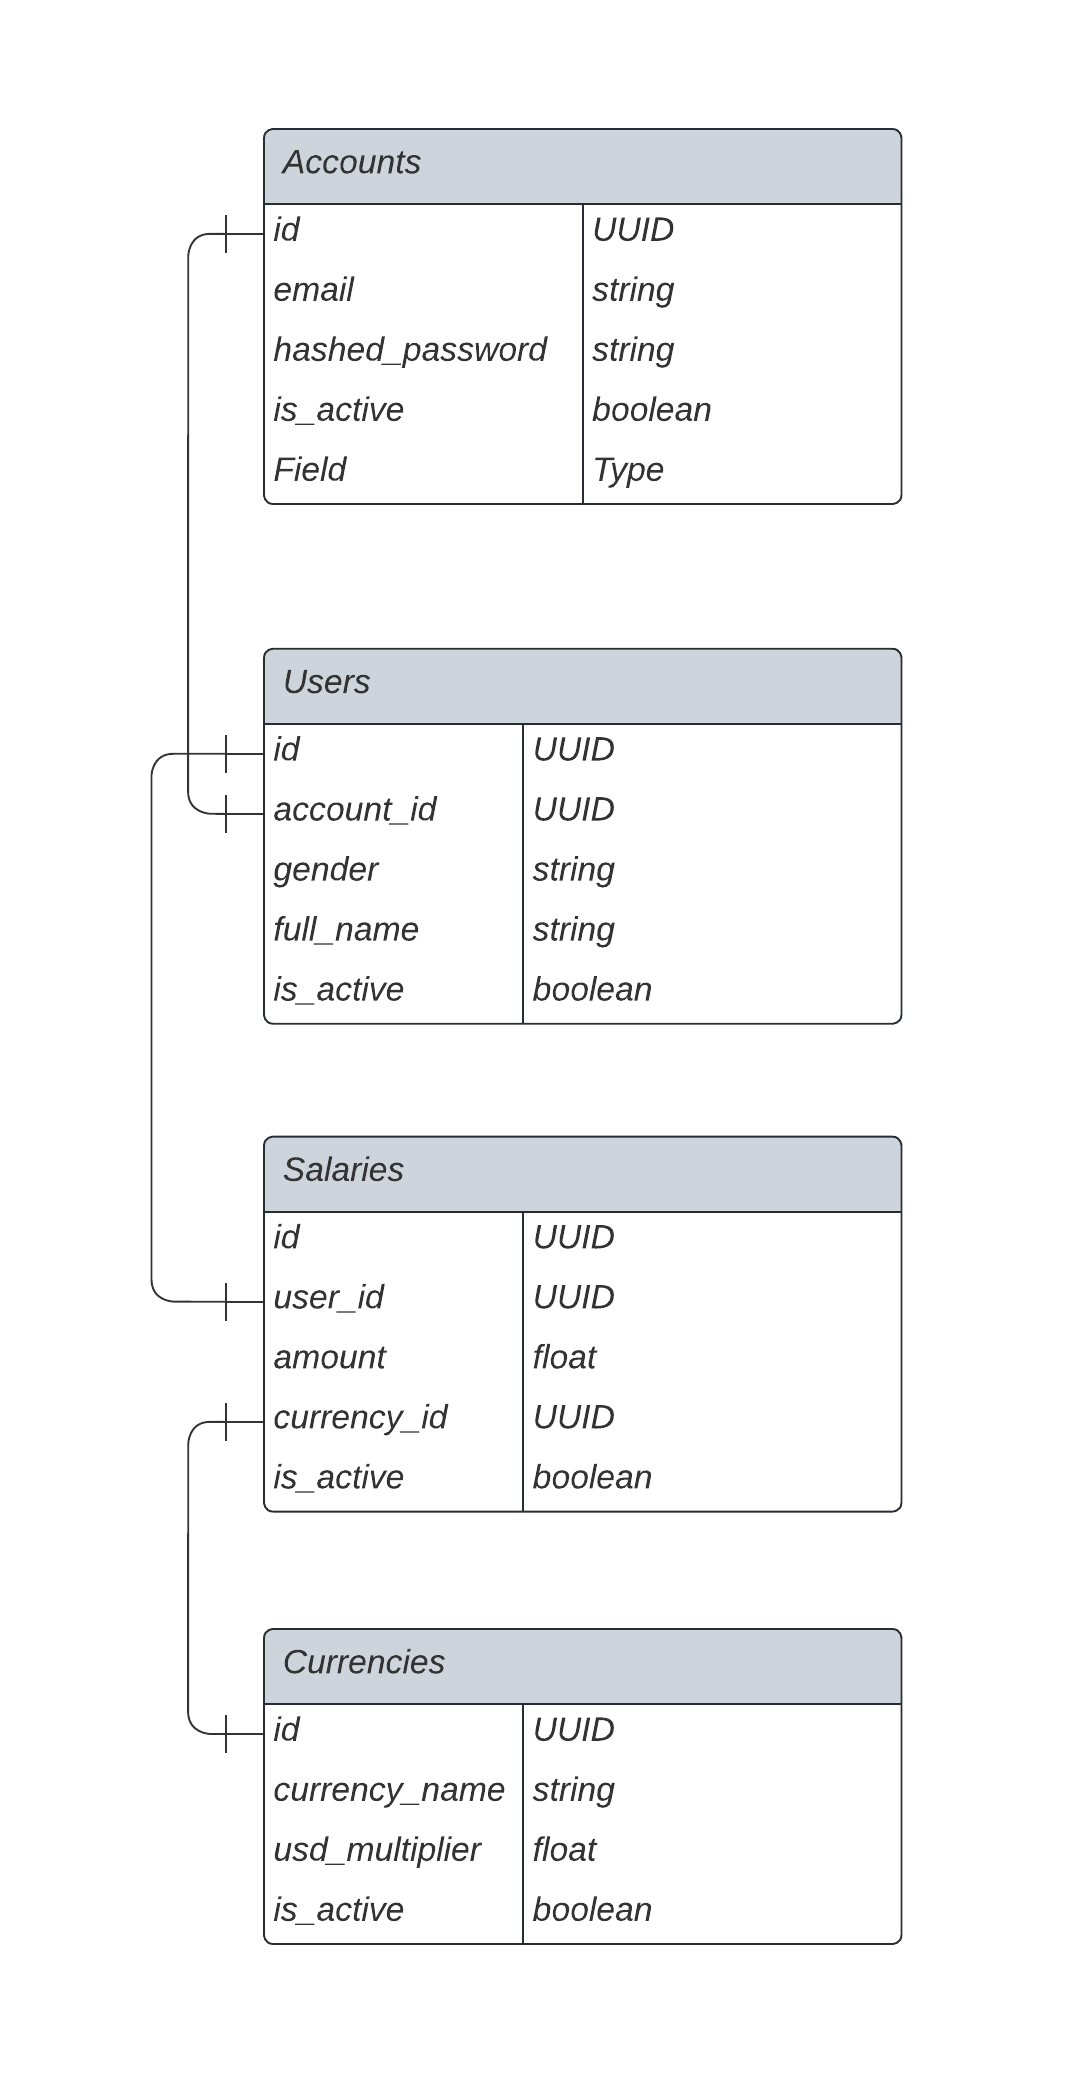 Accounts
id UUID
email string
hashed_password string
is_active boolean
Field Type
Users
id UUID
account_id UUID
gender string
full_name string
is_active boolean
Salaries
id UUID
user_id UUID
amount float
currency_id UUID
is_active boolean
Currencies
id UUID
currency_name string
usd_multiplier float
is_active boolean